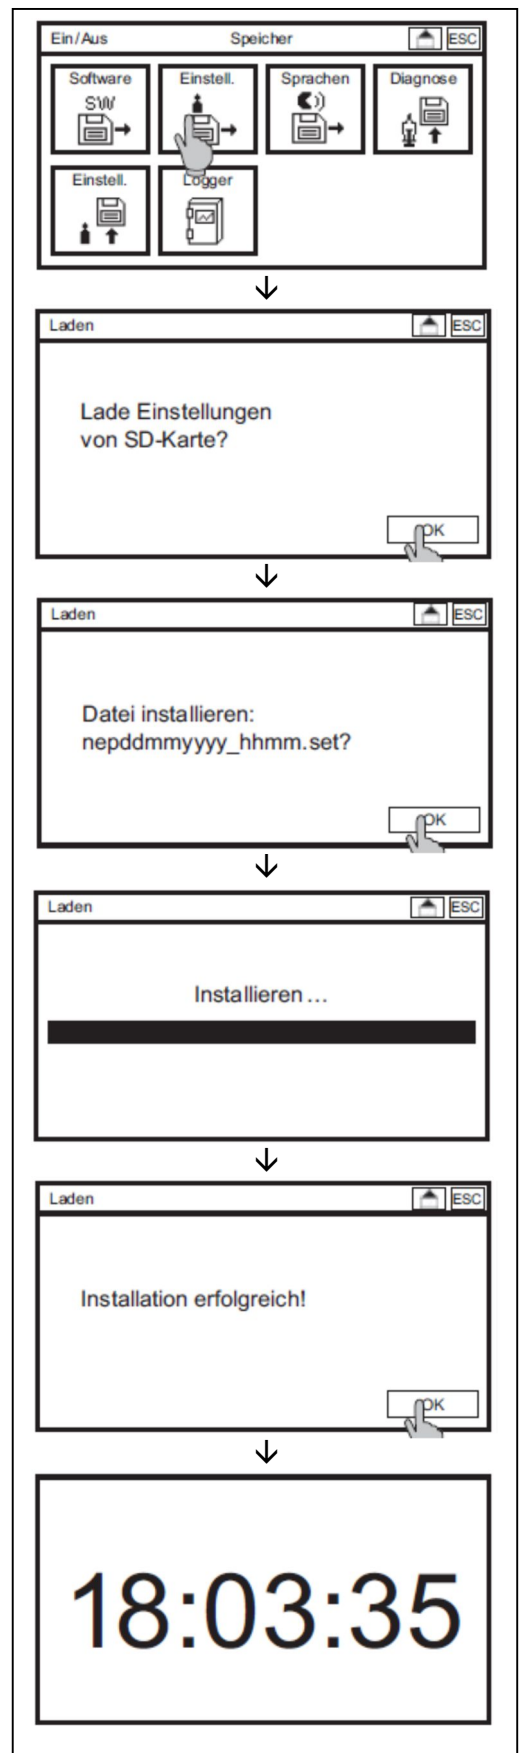 Ein/Aus Speicher ESC
Software Einstell. Sprachen Diagnose
SW
Einstell. Logger
Laden ESC
Lade Einstellungen
von SD-Karte?
OK
Laden ESC
Datei installieren:
nepddmmyyyy_hhmm.set?
OK
Laden ESC
Installieren ...
Laden ESC
Installation erfolgreich!
OK
18:03:35